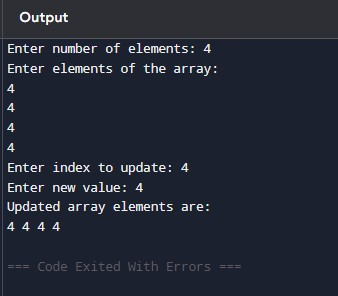 Output
Enter number of elements: 4
Enter elements of the array:
4
4
4
4
Enter index to update: 4
Enter new value: 4
Updated array elements are:
4 4 4 4
=== Code Exited With Errors ===